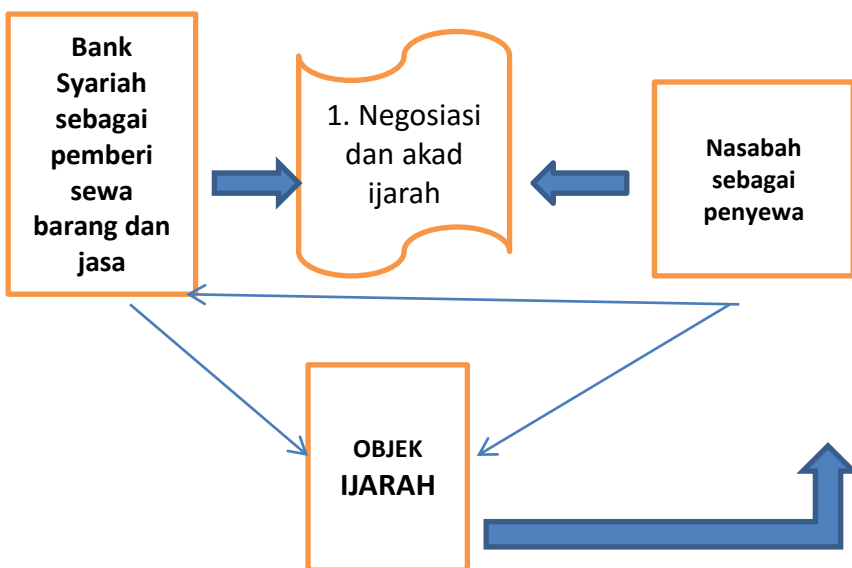 Bank
Syariah
sebagai
pemberi
sewa
barang dan
jasa
1. Negosiasi
dan akad
ijarah
Nasabah
sebagai
penyewa
OBJEK
IJARAH